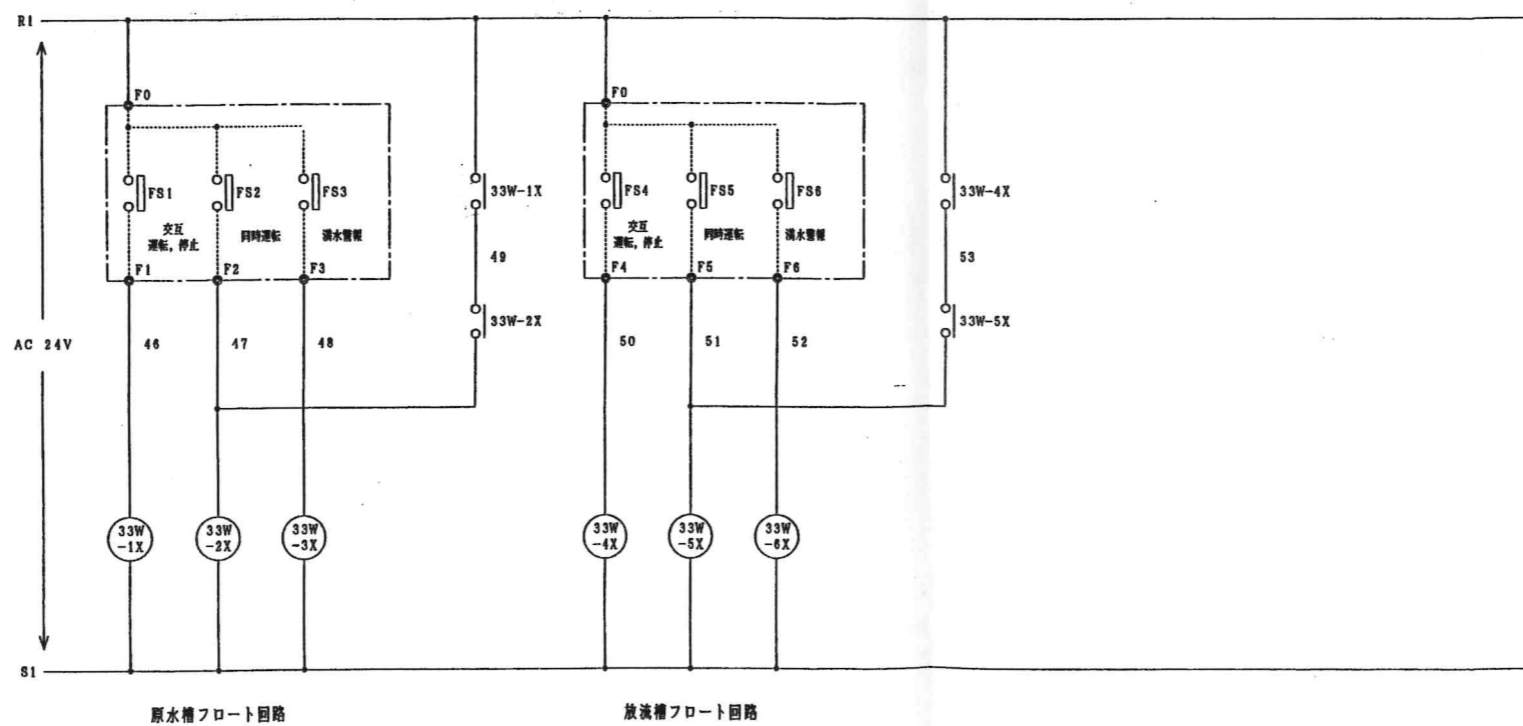 R1
F0
F0
FS1
FS2
FS3
33W-1X
FS4
FS5
FS6
33W-4X
交互
運転, 停止
同時運転
満水警報
交互
運転, 停止
同時運転
満水警報
49
53
F1
F2
F3
F4
F5
F6
33W-2X
33W-5X
AC 24V
46
47
48
50
51
52
33W
-1X
33W
-2X
33W
-3X
33W
-4X
33W
-5X
33W
-6X
S1
原水槽フロート回路
放流槽フロート回路